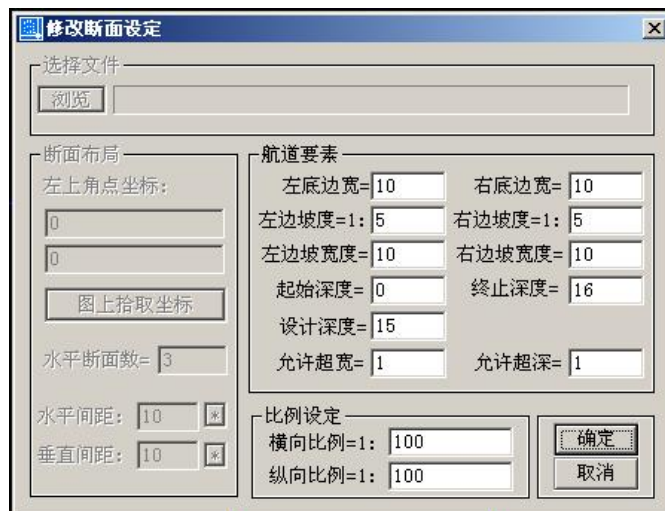 修改断面设定
选择文件
浏览
断面布局
左上角点坐标:
0
0
图上拾取坐标
水平断面数= 3
水平间距: 10 *
垂直间距: 10 *
航道要素
左底边宽= 10 右底边宽= 10
左边坡度=1: 5 右边坡度=1: 5
左边坡宽度= 10 右边坡宽度= 10
起始深度= 0 终止深度= 16
设计深度= 15
允许超宽= 1 允许超深= 1
比例设定
横向比例=1: 100
纵向比例=1: 100
确定
取消